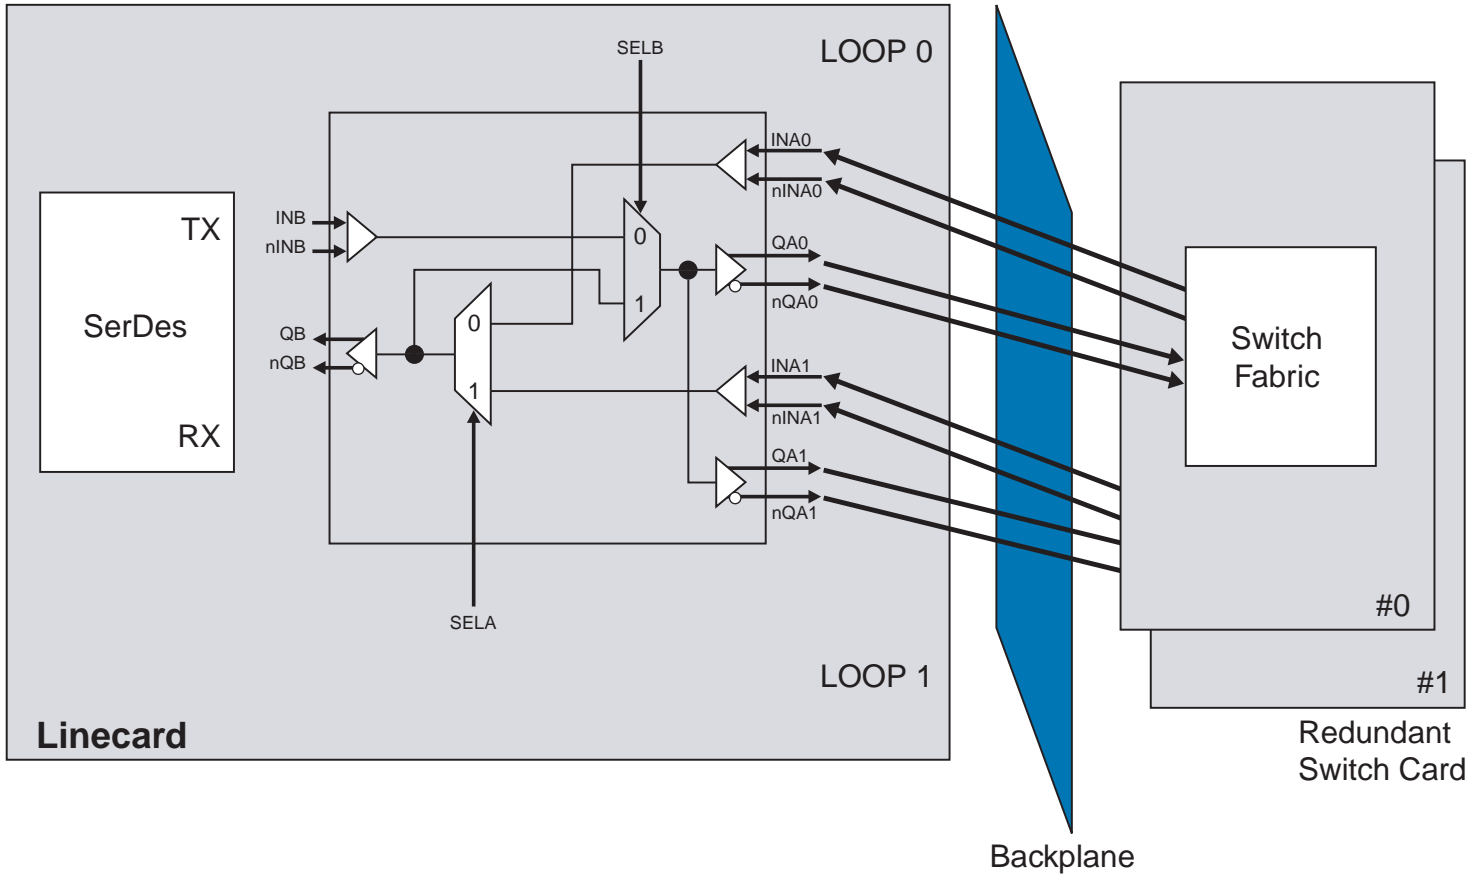 SELB
LOOP 0
INA0
nINA0
TX
INB
nINB
0
QA0
nQA0
1
SerDes
QB
nQB
0
1
INA1
nINA1
Switch
Fabric
RX
QA1
nQA1
SELA
#0
LOOP 1
#1
Linecard
Redundant
Switch Card
Backplane